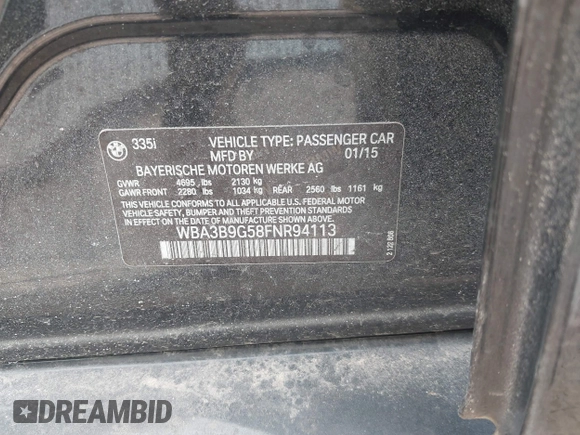 335i VEHICLE TYPE: PASSENGER CAR
MFD BY 01/15
BAYERISCHE MOTOREN WERKE AG
GVWR 4695 lbs 2130 kg
GAWR FRONT 2280 lbs 1034 kg REAR 2560 lbs 1161 kg
THIS VEHICLE CONFORMS TO ALL APPLICABLE U.S. FEDERAL MOTOR
VEHICLE SAFETY, BUMPER AND THEFT PREVENTION STANDARDS IN
EFFECT ON THE DATE OF MANUFACTURE SHOWN ABOVE.
WBA3B9G58FNR94113
DREAMBID